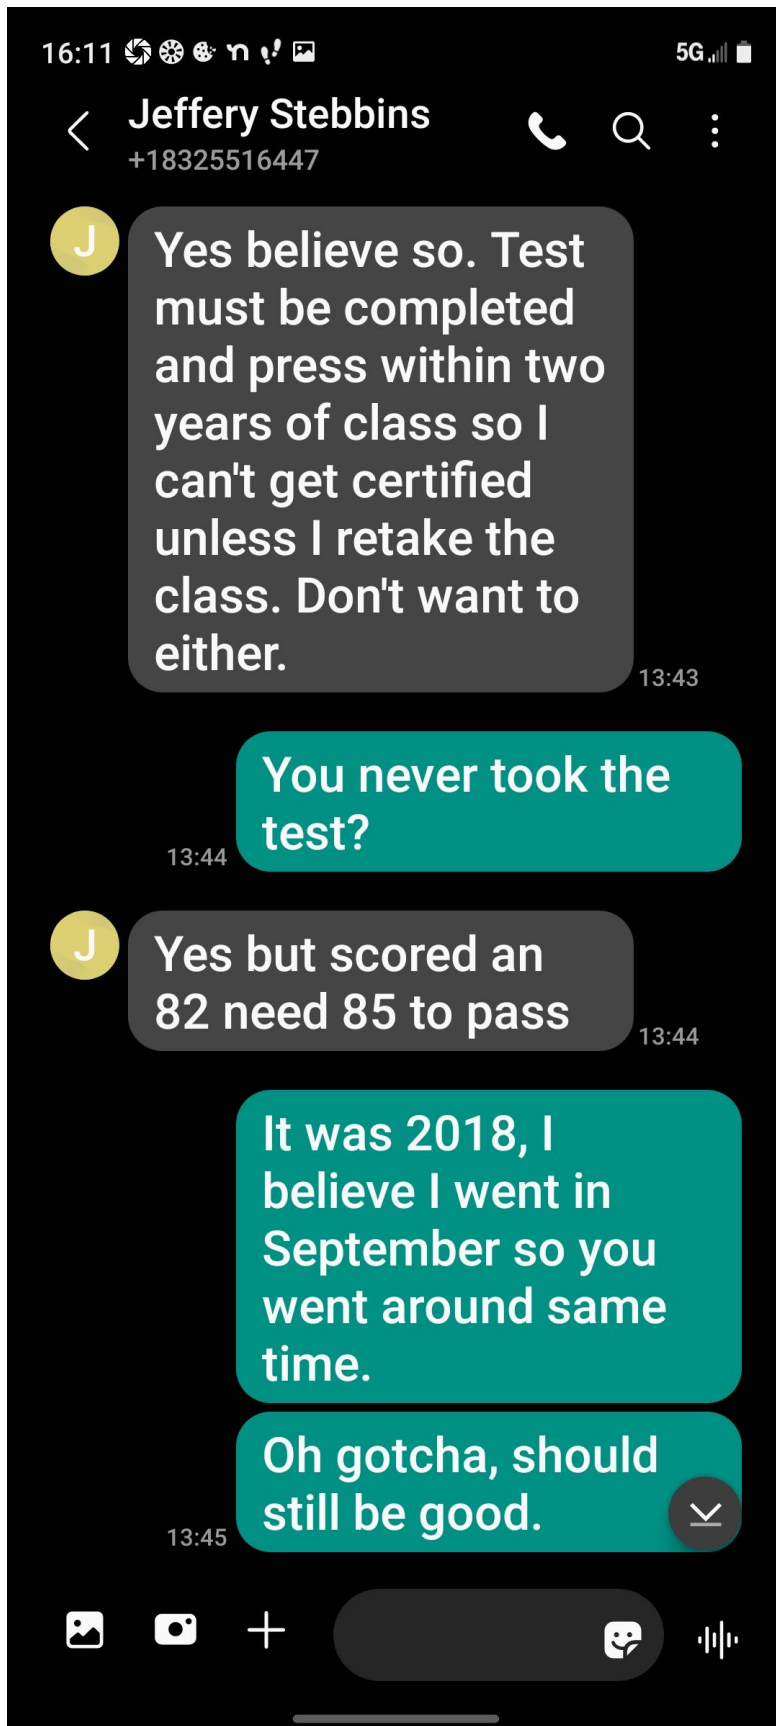 16:11
5G
Jeffery Stebbins
+18325516447
J
Yes believe so. Test
must be completed
and press within two
years of class so I
can't get certified
unless I retake the
class. Don't want to
either.
13:43
You never took the
test?
13:44
J
Yes but scored an
82 need 85 to pass
13:44
It was 2018, I
believe I went in
September so you
went around same
time.
Oh gotcha, should
still be good.
13:45